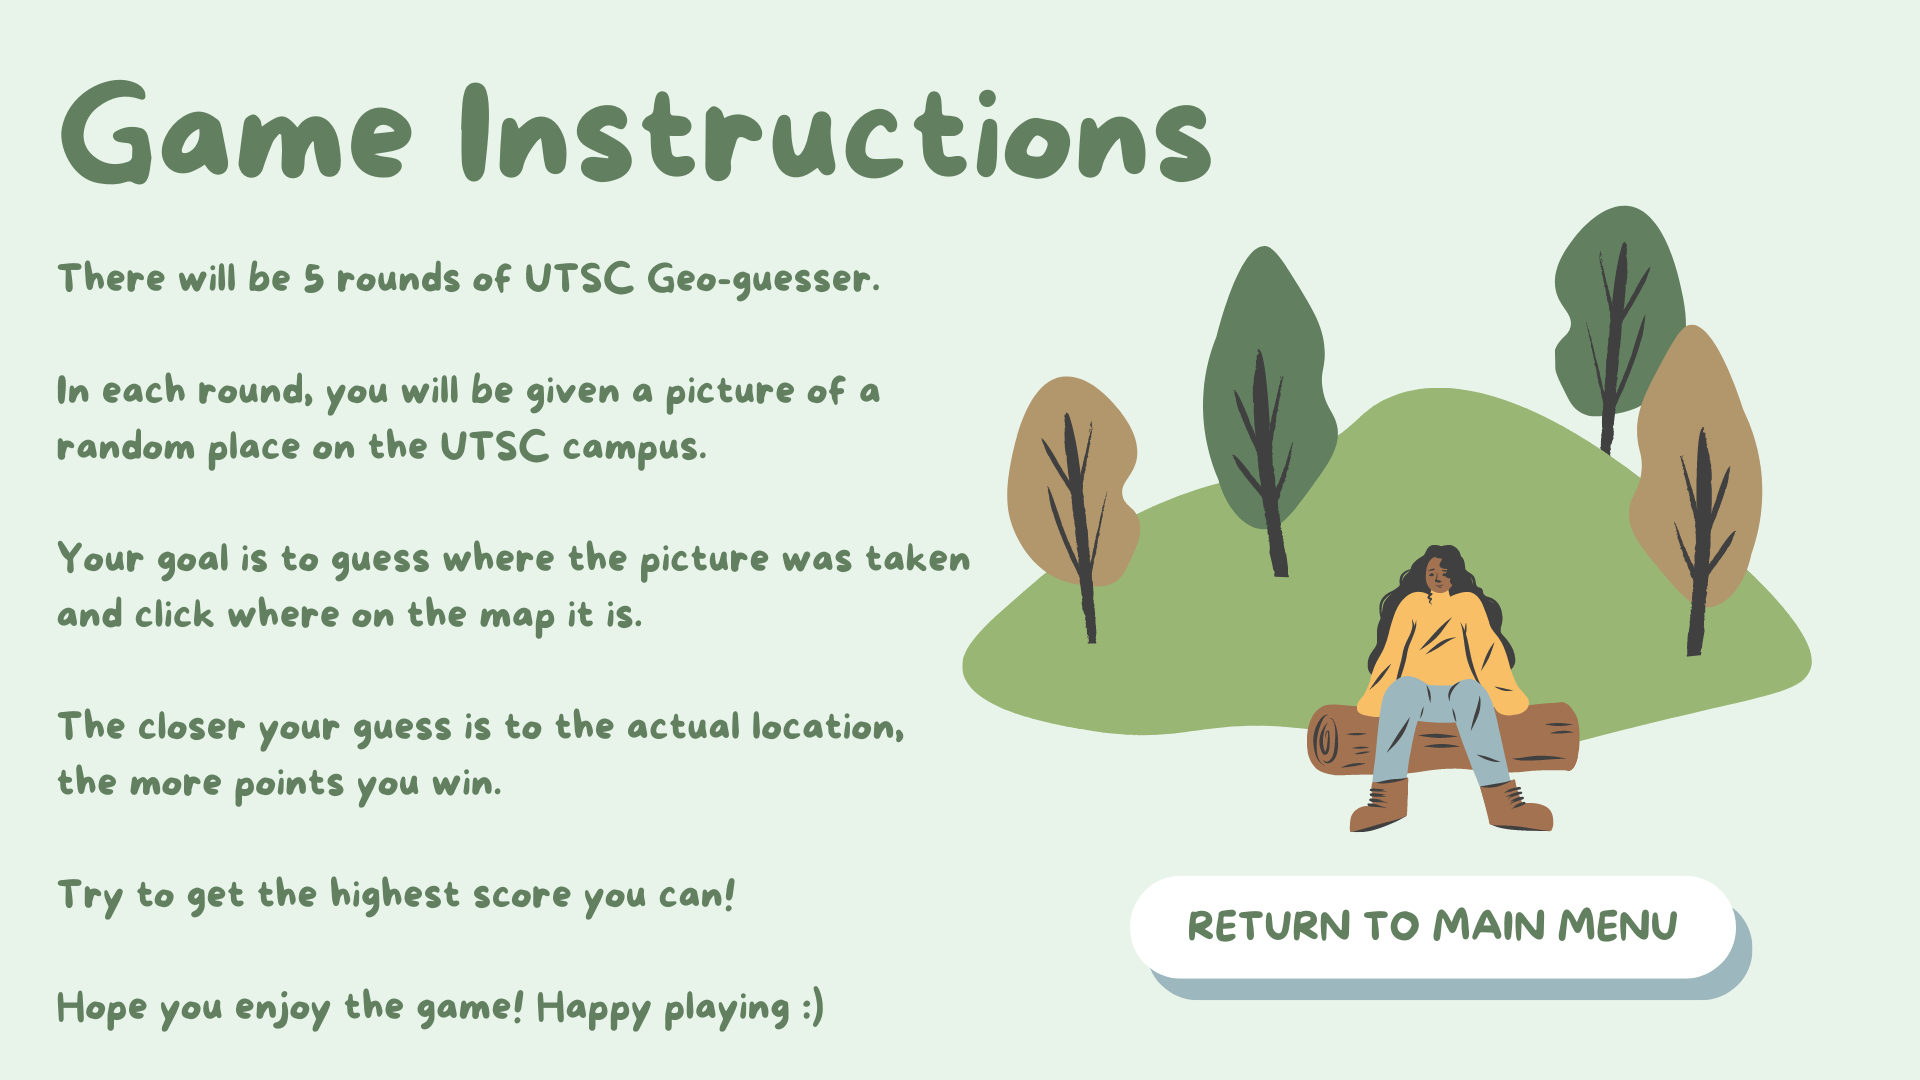 Game Instructions
There will be 5 rounds of UTSC Geo-guesser.
In each round, you will be given a picture of a
random place on the UTSC campus.
Your goal is to guess where the picture was taken
and click where on the map it is.
The closer your guess is to the actual location,
the more points you win.
Try to get the highest score you can!
Hope you enjoy the game! Happy playing :)
RETURN TO MAIN MENU